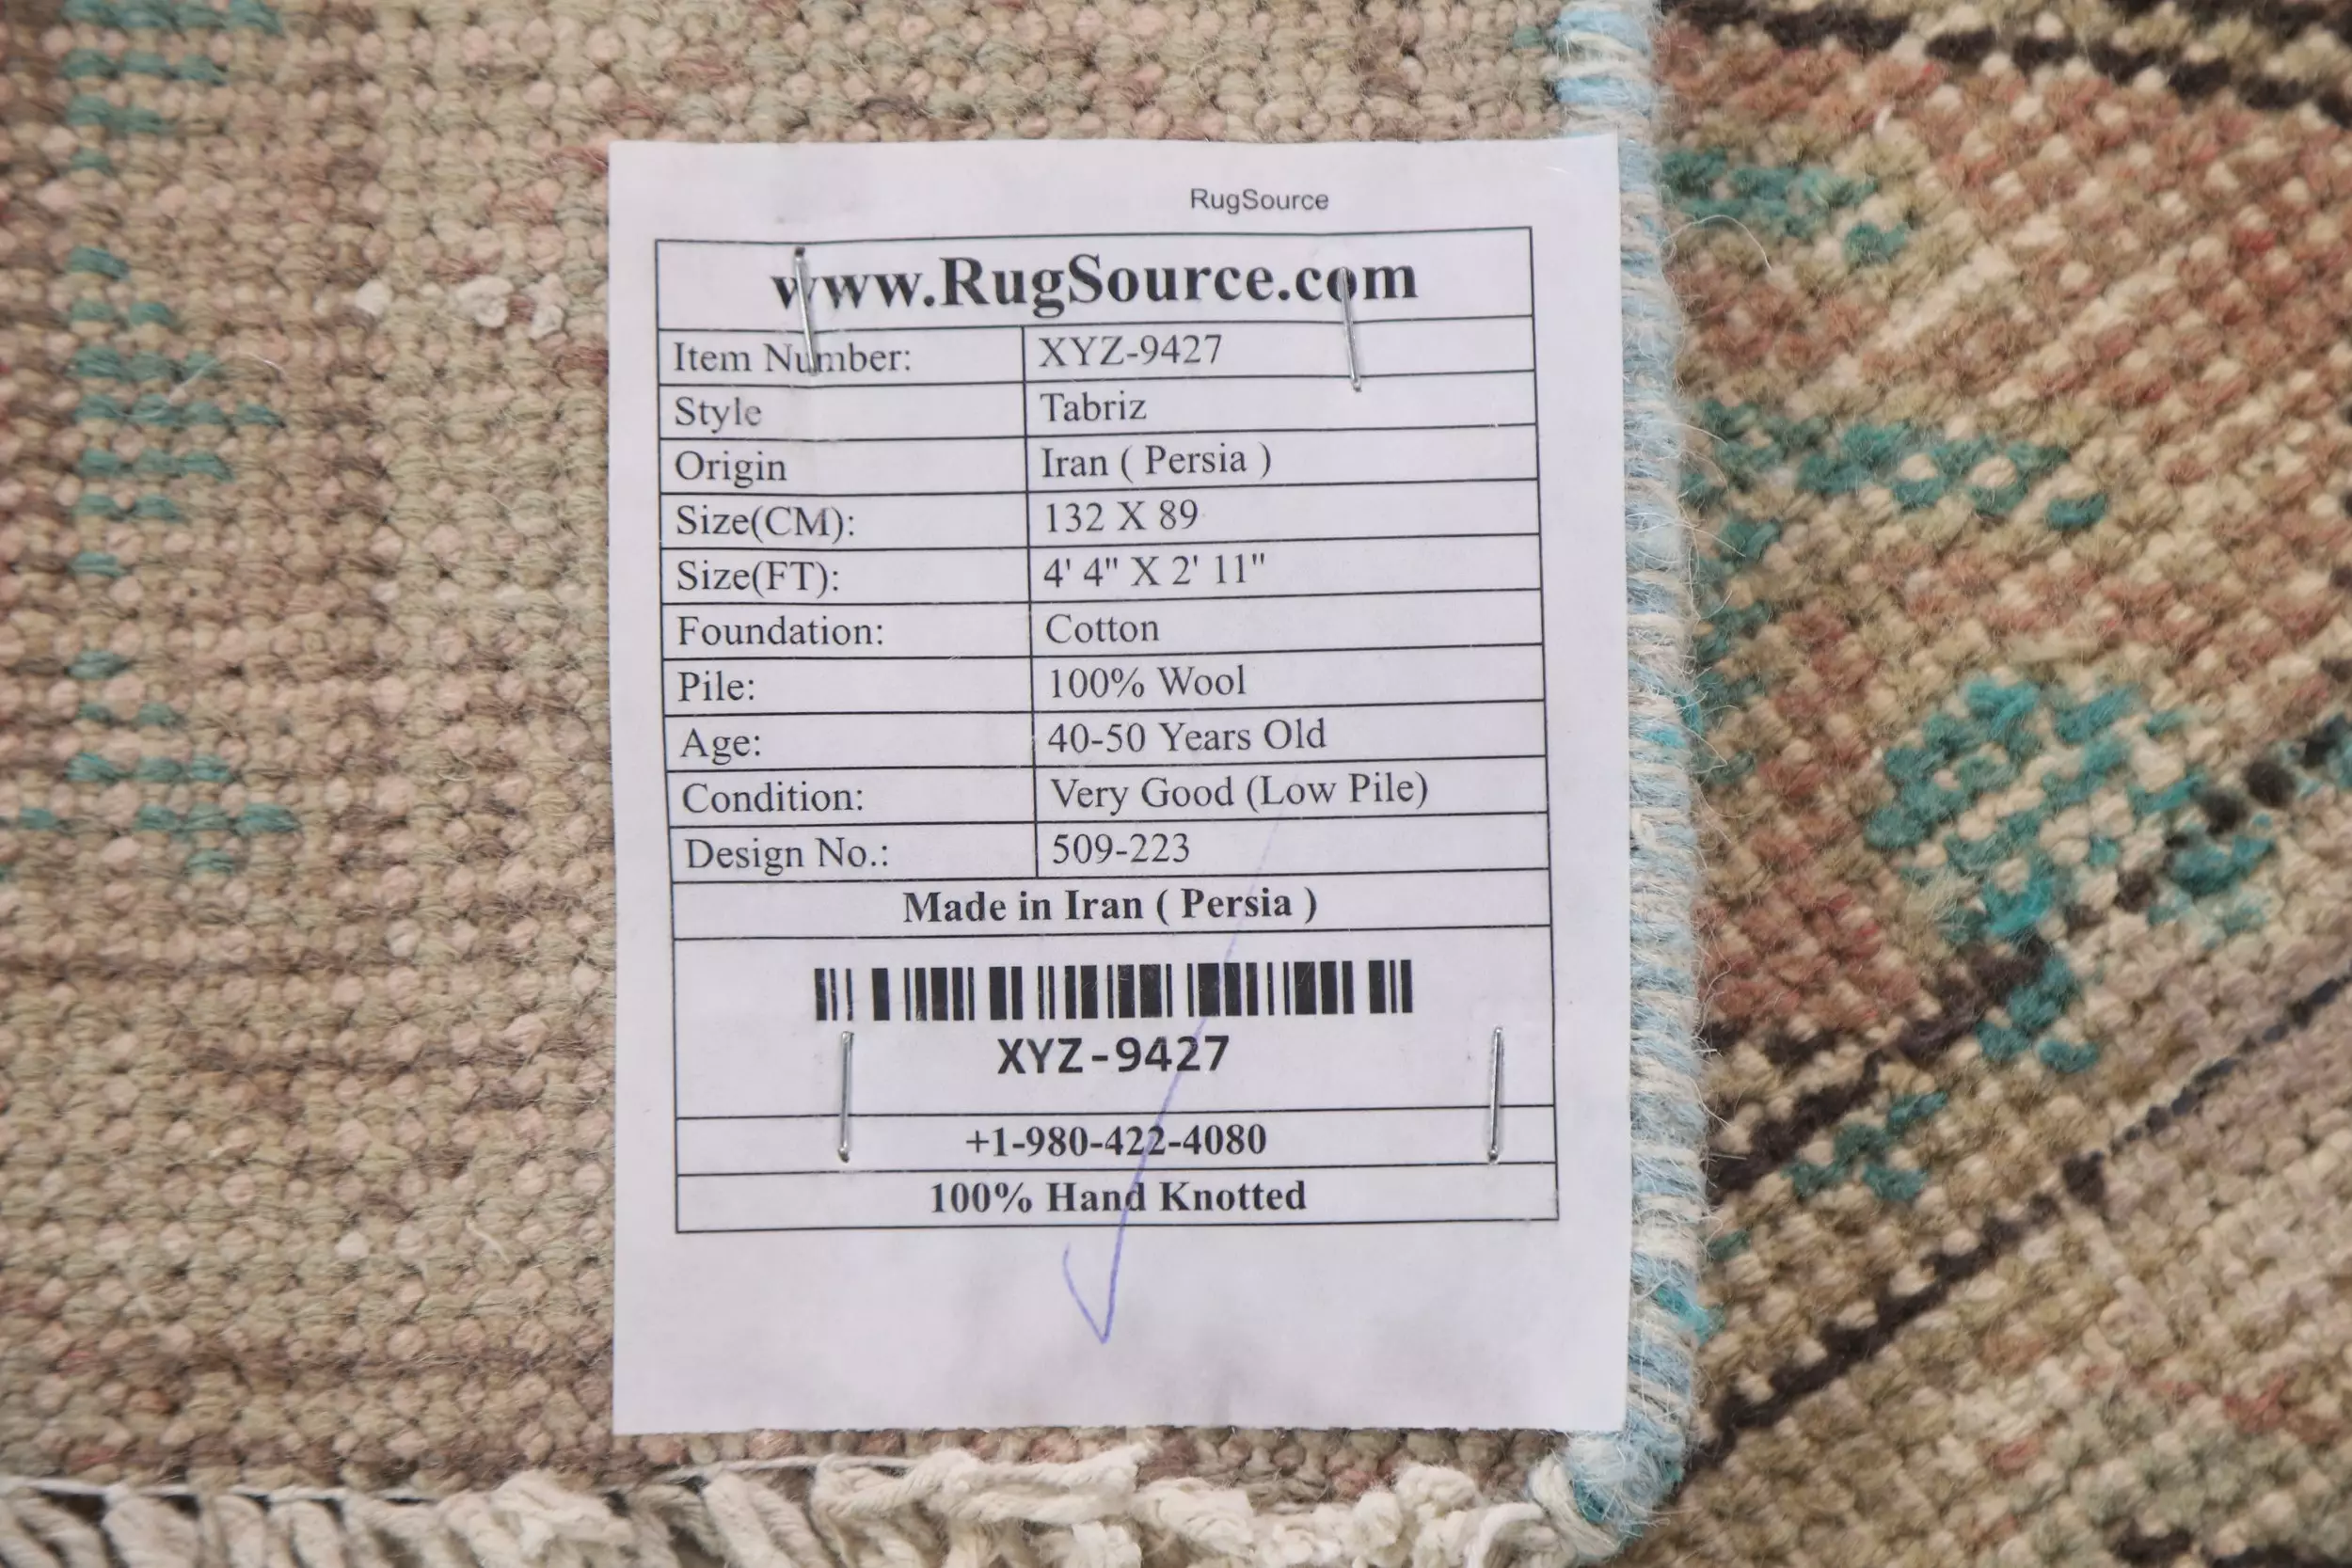 RugSource
www.RugSource.com
Item Number: XYZ-9427
Style Tabriz
Origin Iran ( Persia )
Size(CM): 132 X 89
Size(FT): 4' 4" X 2' 11"
Foundation: Cotton
Pile: 100% Wool
Age: 40-50 Years Old
Condition: Very Good (Low Pile)
Design No.: 509-223
Made in Iran ( Persia )
XYZ-9427
+1-980-422-4080
100% Hand Knotted